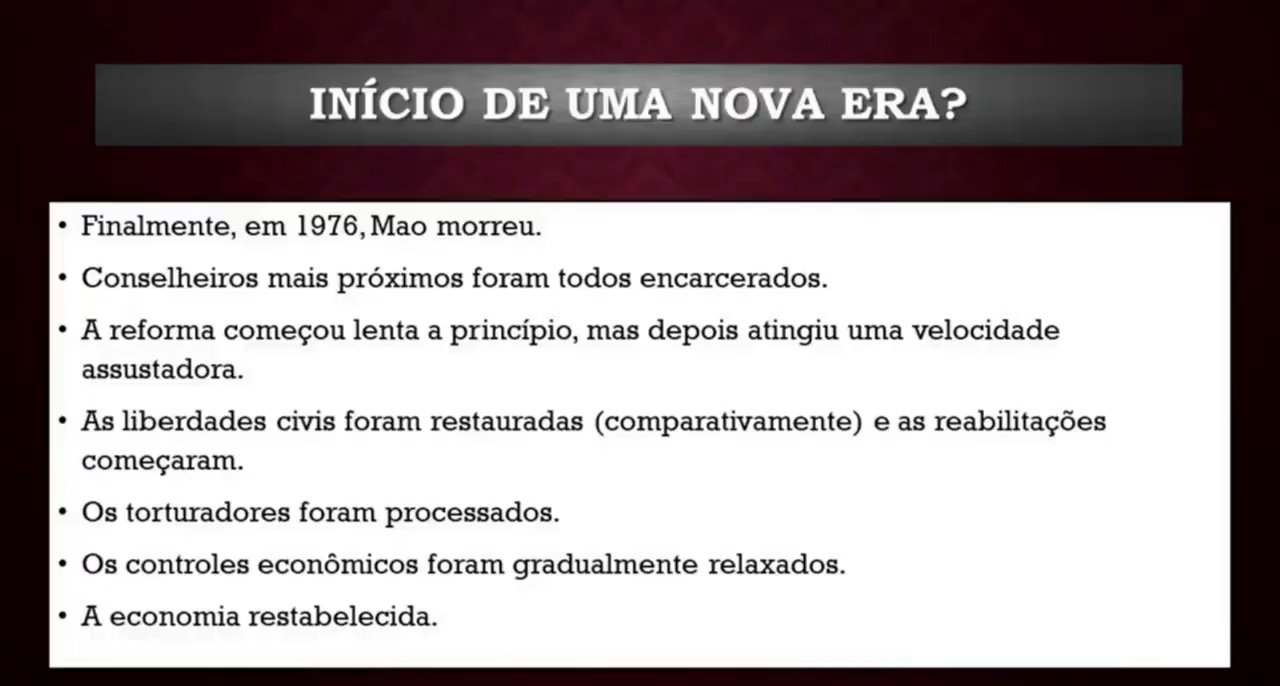 INÍCIO DE UMA NOVA ERA?
• Finalmente, em 1976, Mao morreu.
• Conselheiros mais próximos foram todos encarcerados.
• A reforma começou lenta a princípio, mas depois atingiu uma velocidade
assustadora.
• As liberdades civis foram restauradas (comparativamente) e as reabilitações
começaram.
• Os torturadores foram processados.
• Os controles econômicos foram gradualmente relaxados.
• A economia restabelecida.